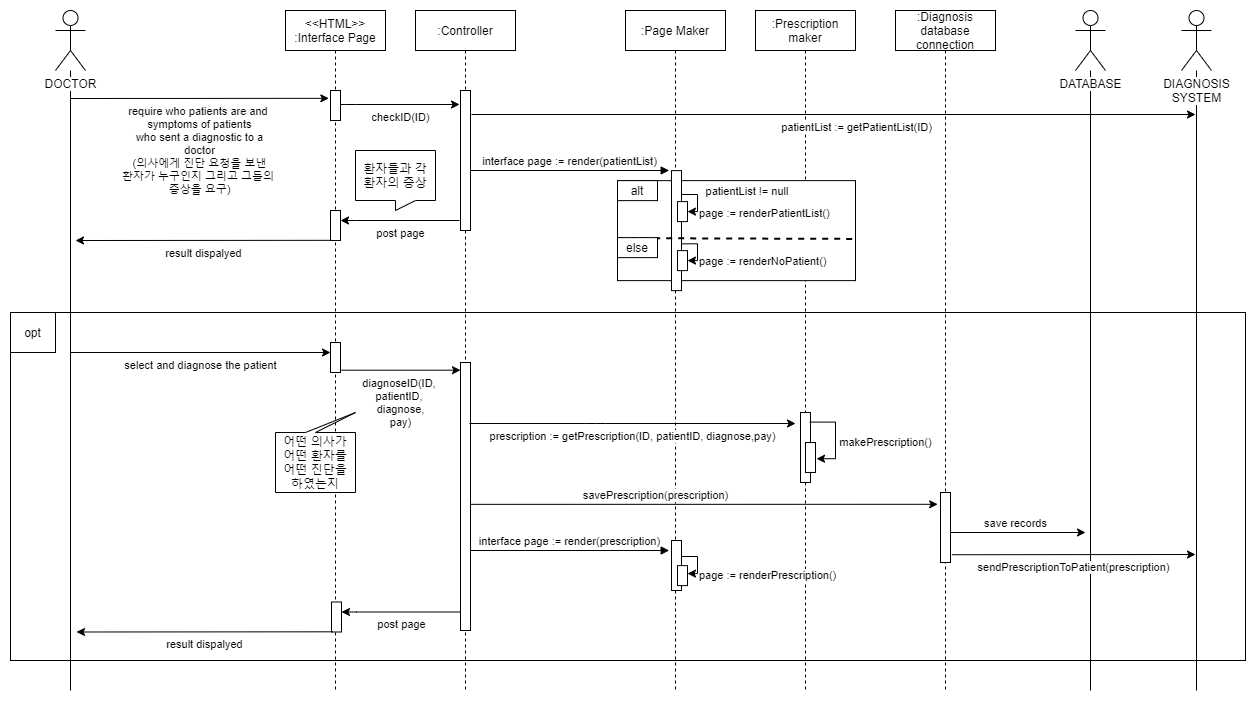 <<HTML>>
:Interface Page
:Controller
:Page Maker
:Prescription
maker
:Diagnosis
database
connection
DOCTOR
DATABASE
DIAGNOSIS
SYSTEM
require who patients are and
symptoms of patients
who sent a diagnostic to a
doctor
(의사에게 진단 요청을 보낸
환자가 누구인지 그리고 그들의
증상을 요구)
checkID(ID)
patientList := getPatientList(ID)
환자들과 각
환자의 증상
interface page := render(patientList)
alt
patientList != null
page := renderPatientList()
post page
result dispalyed
else
page := renderNoPatient()
opt
select and diagnose the patient
diagnoseID(ID,
patientID,
diagnose,
pay)
어떤 의사가
어떤 환자를
어떤 진단을
하였는지
prescription := getPrescription(ID, patientID, diagnose,pay)
makePrescription()
savePrescription(prescription)
save records
interface page := render(prescription)
sendPrescriptionToPatient(prescription)
page := renderPrescription()
post page
result dispalyed